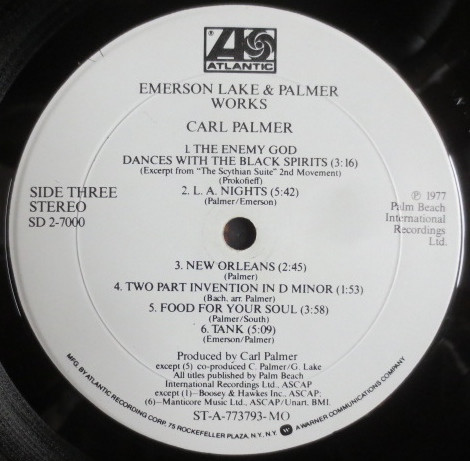 ATLANTIC
EMERSON LAKE & PALMER
WORKS
CARL PALMER
1. THE ENEMY GOD
DANCES WITH THE BLACK SPIRITS (3:16)
(Excerpt from "The Scythian Suite" 2nd Movement)
(Prokofieff)
2. L. A. NIGHTS (5:42)
(Palmer/Emerson)
SIDE THREE
STEREO
SD 2-7000
℗ 1977
Palm Beach
International
Recordings
Ltd.
3. NEW ORLEANS (2:45)
(Palmer)
4. TWO PART INVENTION IN D MINOR (1:53)
(Bach, arr. Palmer)
5. FOOD FOR YOUR SOUL (3:58)
(Palmer/South)
6. TANK (5:09)
(Emerson/Palmer)
Produced by Carl Palmer
except (5) co-produced C. Palmer/G. Lake
All titles published by Palm Beach
International Recordings Ltd., ASCAP
except (1)–Boosey & Hawkes Inc., ASCAP;
(6)–Manticore Music Ltd., ASCAP/Unart, BMI.
ST-A-773793-MO
MFG. BY ATLANTIC RECORDING CORP., 75 ROCKEFELLER PLAZA, N.Y., N.Y. W A WARNER COMMUNICATIONS COMPANY